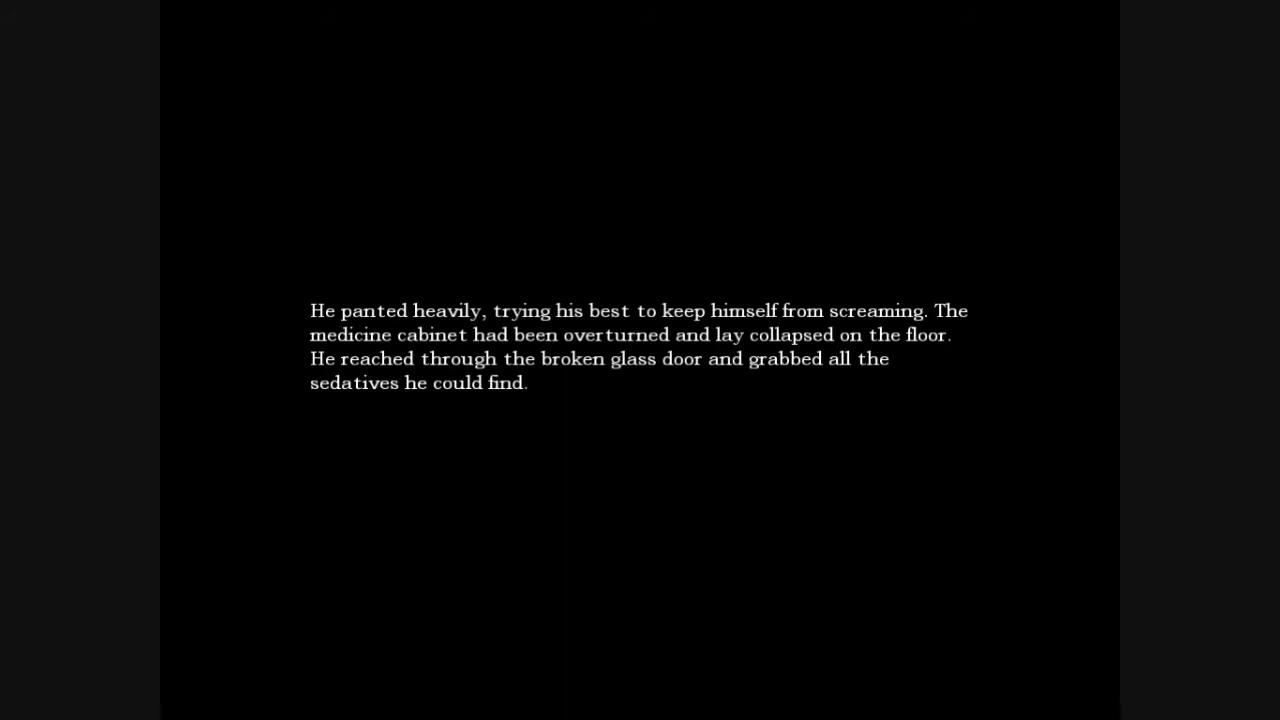 He panted heavily, trying his best to keep himself from screaming. The
medicine cabinet had been overturned and lay collapsed on the floor.
He reached through the broken glass door and grabbed all the
sedatives he could find.